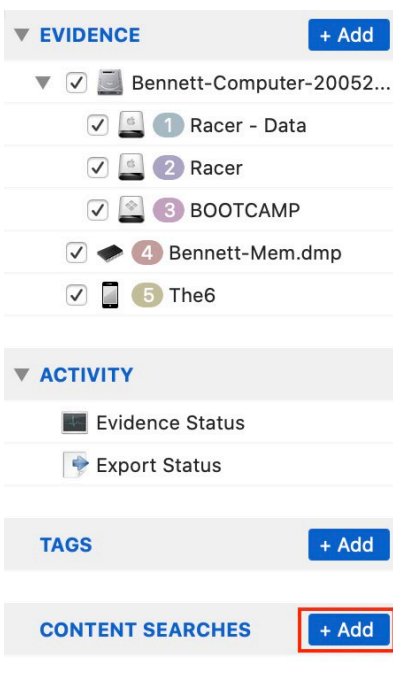 EVIDENCE + Add
Bennett-Computer-20052...
1 Racer - Data
2 Racer
3 BOOTCAMP
4 Bennett-Mem.dmp
5 The6
ACTIVITY
Evidence Status
Export Status
TAGS + Add
CONTENT SEARCHES + Add